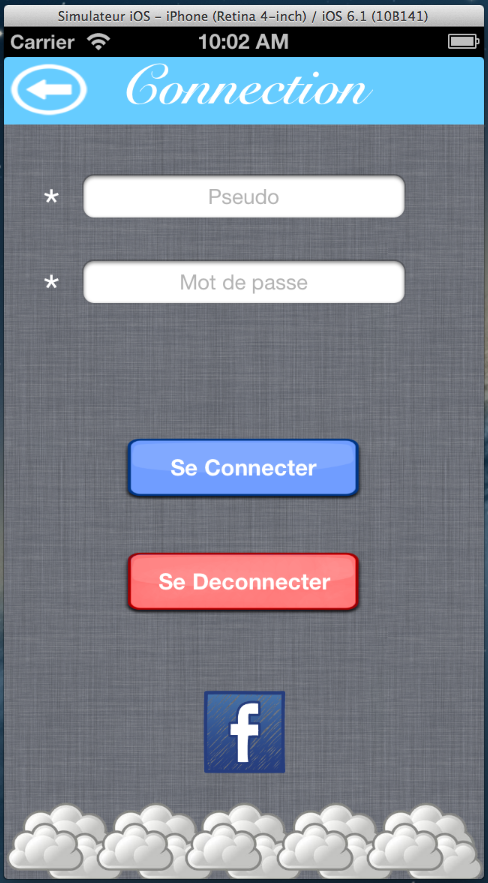 Simulateur iOS – iPhone (Retina 4-inch) / iOS 6.1 (10B141)
Carrier 10:02 AM
Connection
* Pseudo
* Mot de passe
Se Connecter
Se Deconnecter
f